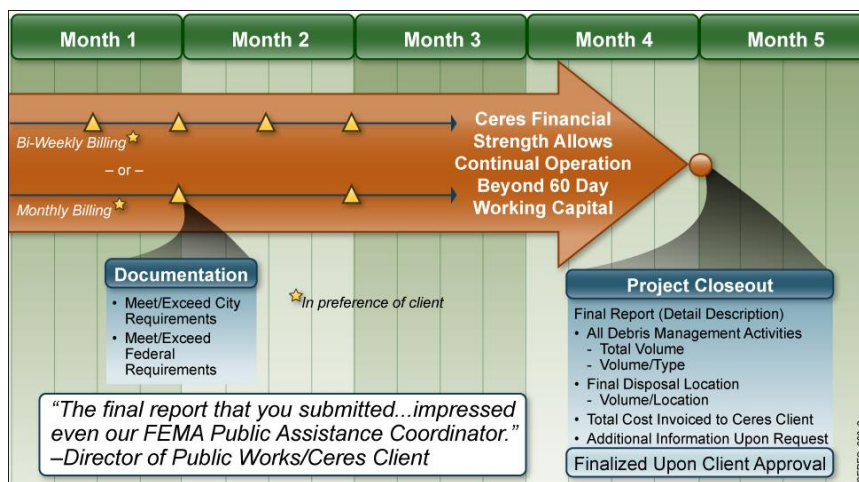 Month 1
Month 2
Month 3
Month 4
Month 5
Bi-Weekly Billing
– or –
Monthly Billing
Ceres Financial
Strength Allows
Continual Operation
Beyond 60 Day
Working Capital
Documentation
• Meet/Exceed City
Requirements
• Meet/Exceed
Federal
Requirements
In preference of client
Project Closeout
Final Report (Detail Description)
• All Debris Management Activities
- Total Volume
- Volume/Type
• Final Disposal Location
- Volume/Location
• Total Cost Invoiced to Ceres Client
• Additional Information Upon Request
Finalized Upon Client Approval
“The final report that you submitted...impressed
even our FEMA Public Assistance Coordinator.”
–Director of Public Works/Ceres Client